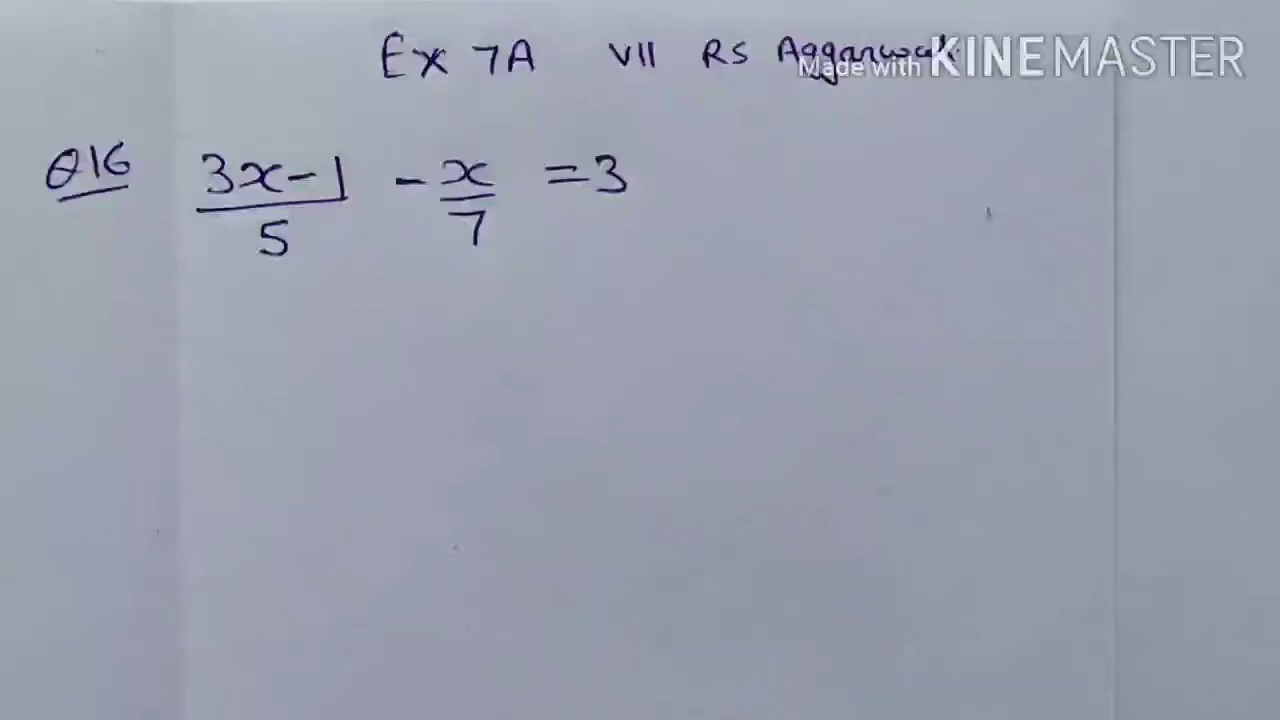 Ex 7A VII RS Aggarwal
Made with KINEMASTER
Q16 3x-1/5 - x/7 = 3